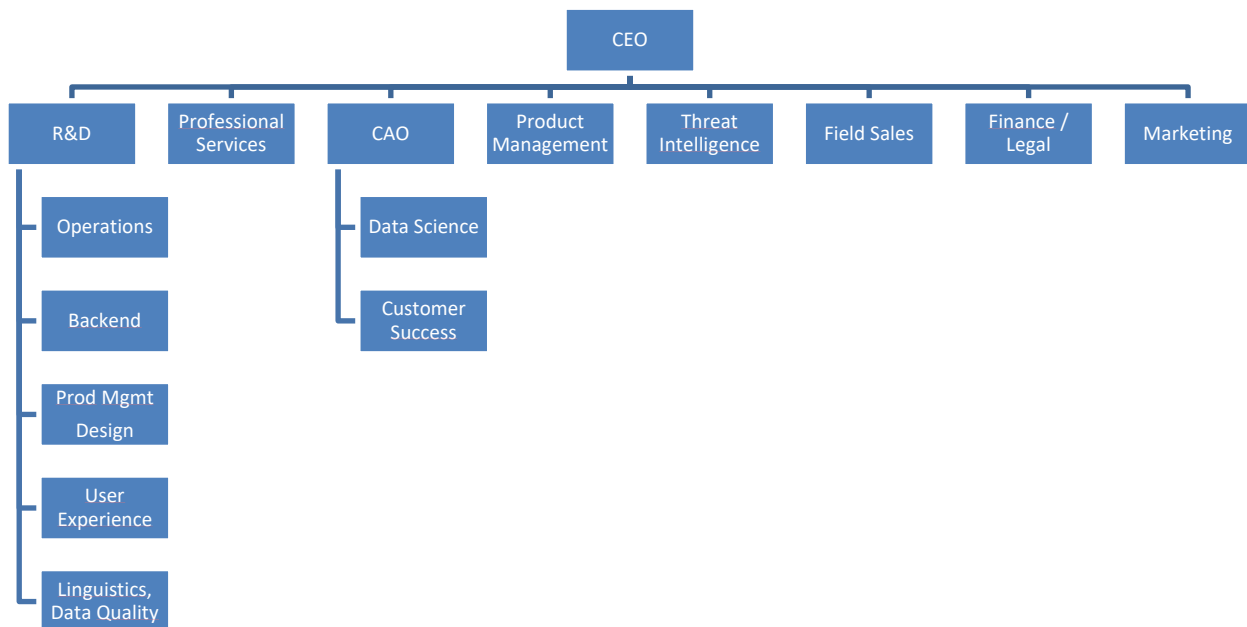 CEO
R&D
Professional
Services
CAO
Product
Management
Threat
Intelligence
Field Sales
Finance /
Legal
Marketing
Operations
Backend
Prod Mgmt
Design
User
Experience
Linguistics,
Data Quality
Data Science
Customer
Success